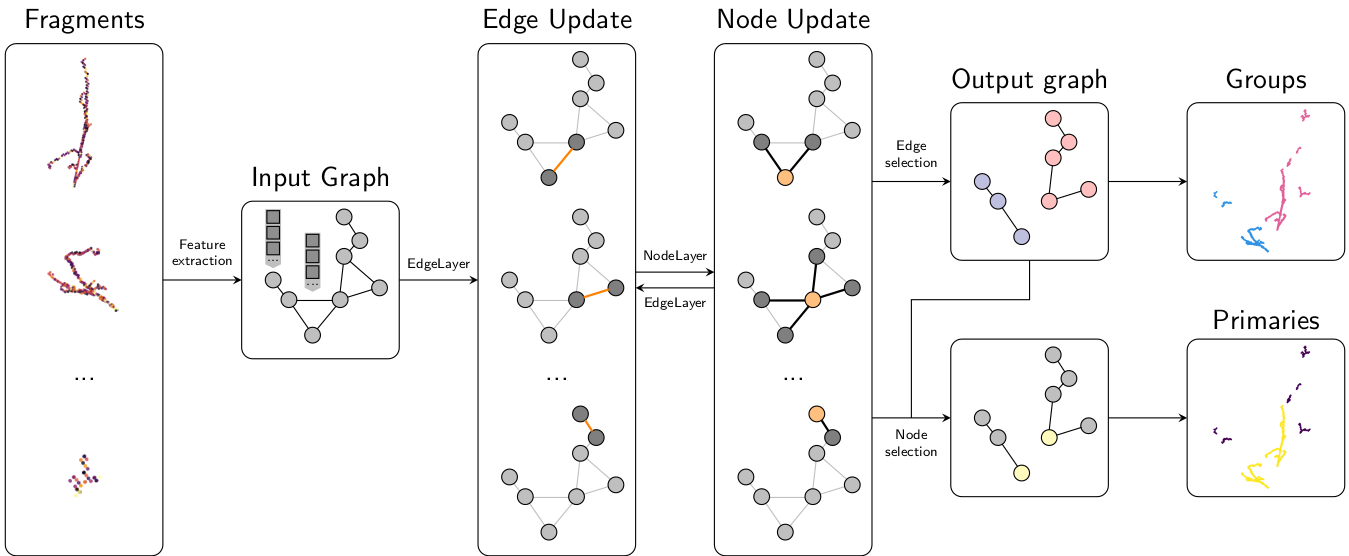 Fragments
Edge Update
Node Update
Output graph
Groups
Input Graph
Edge
selection
Feature
extraction
EdgeLayer
NodeLayer
EdgeLayer
...
...
...
...
...
Primaries
Node
selection